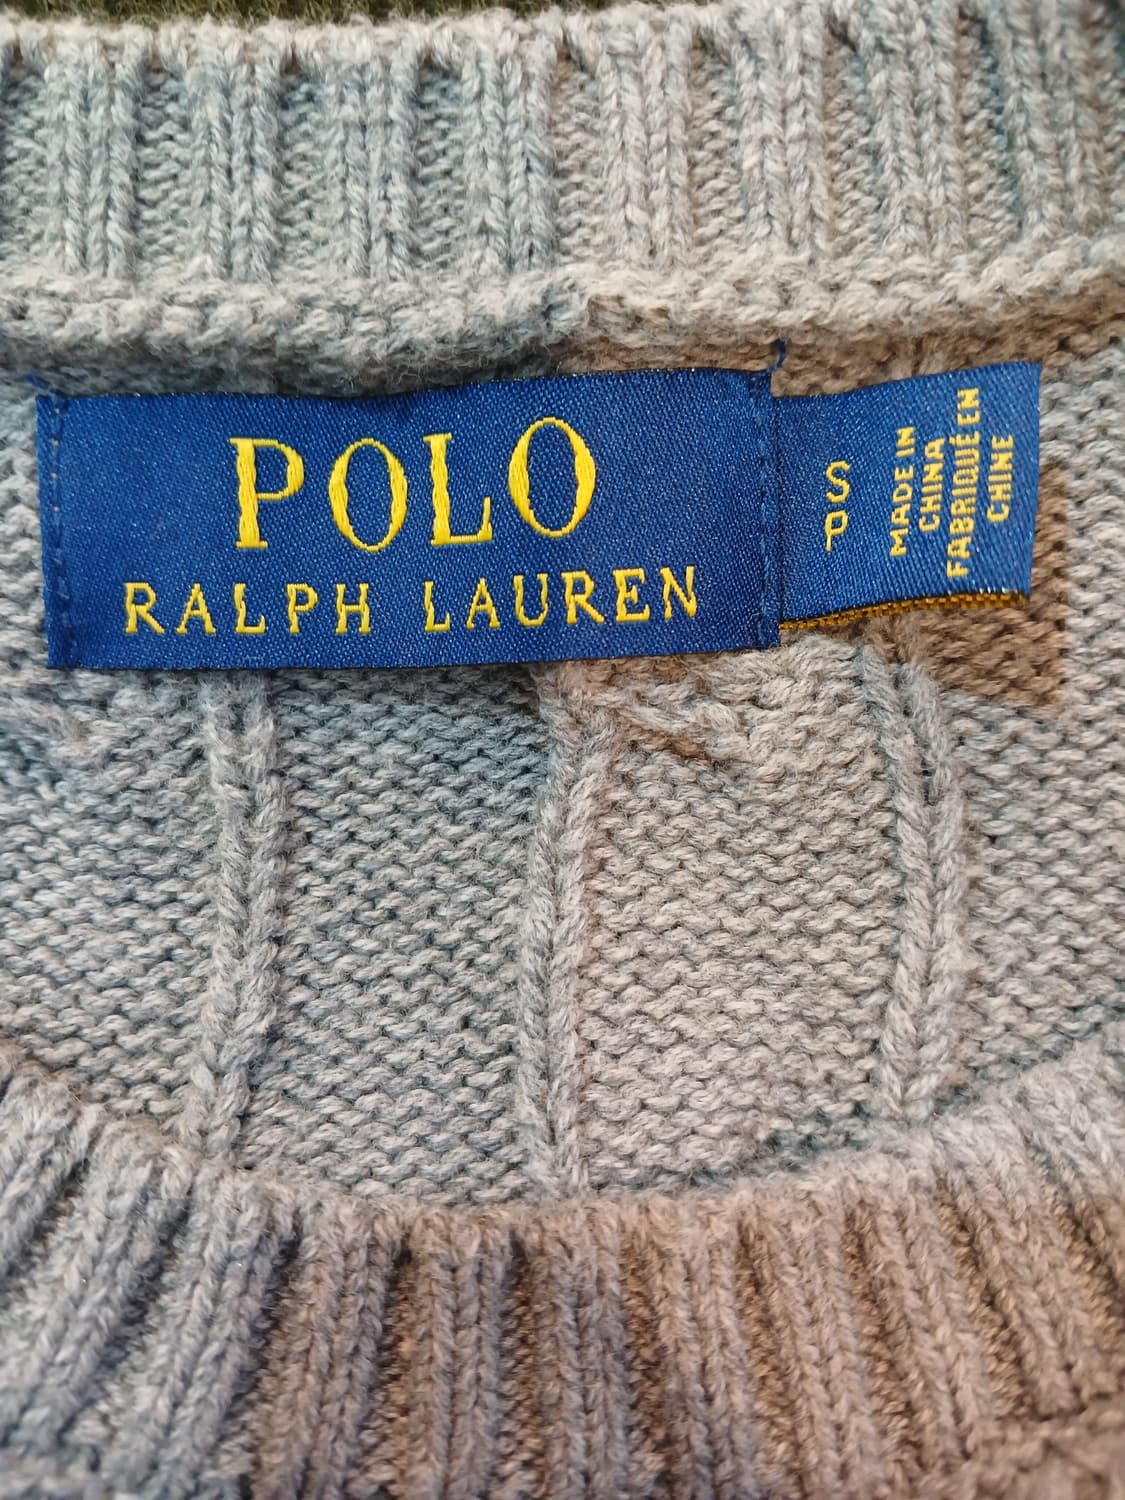 POLO
RALPH LAUREN
S
P
MADE IN
CHINA
FABRIQUÉ EN
CHINE